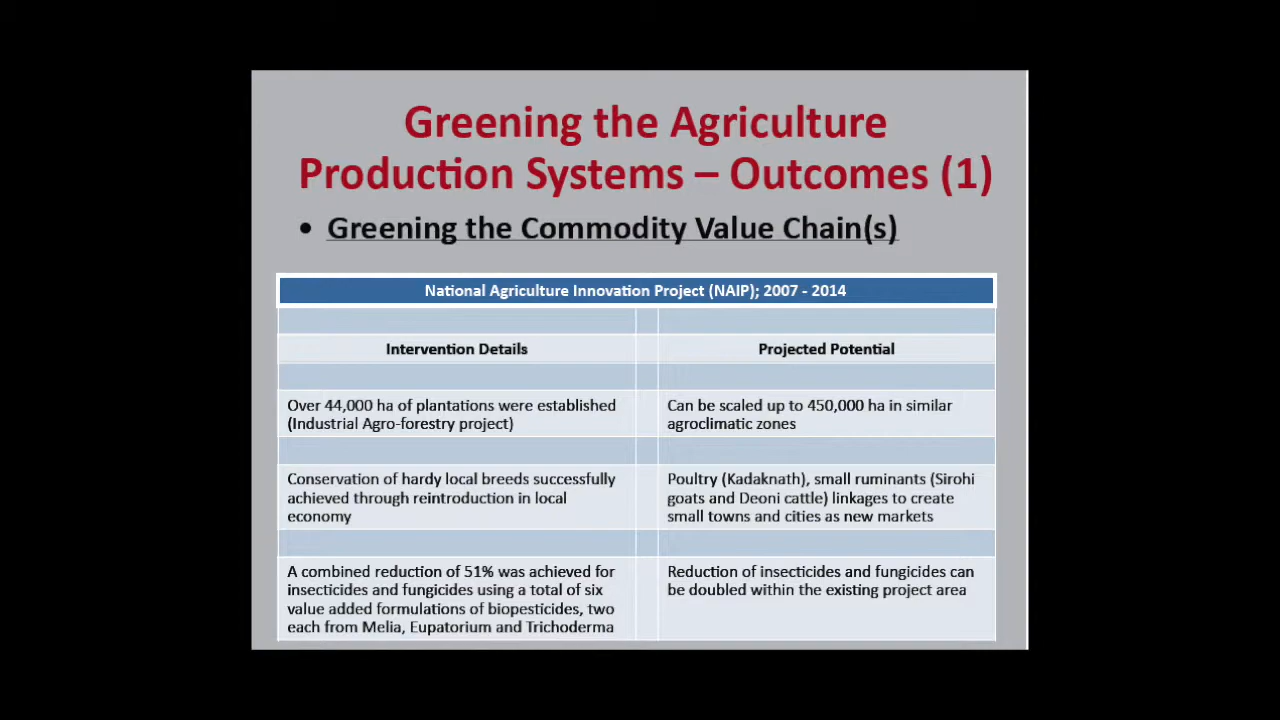 Greening the Agriculture
Production Systems – Outcomes (1)
• Greening the Commodity Value Chain(s)
National Agriculture Innovation Project (NAIP); 2007 - 2014
Intervention Details
Projected Potential
Over 44,000 ha of plantations were established
(Industrial Agro-forestry project)
Can be scaled up to 450,000 ha in similar
agroclimatic zones
Conservation of hardy local breeds successfully
achieved through reintroduction in local
economy
Poultry (Kadaknath), small ruminants (Sirohi
goats and Deoni cattle) linkages to create
small towns and cities as new markets
A combined reduction of 51% was achieved for
insecticides and fungicides using a total of six
value added formulations of biopesticides, two
each from Melia, Eupatorium and Trichoderma
Reduction of insecticides and fungicides can
be doubled within the existing project area